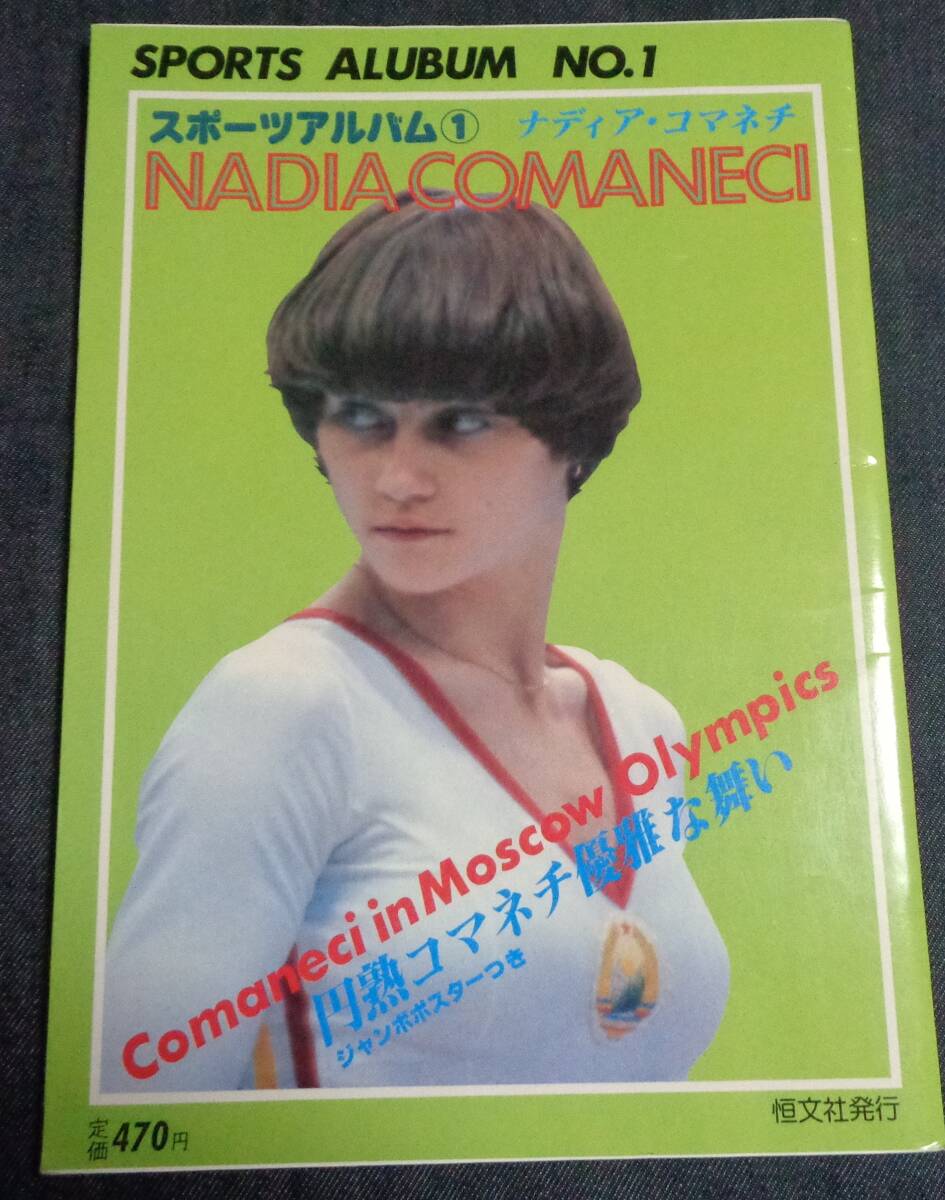 SPORTS ALUBUM NO.1
スポーツアルバム① ナディア・コマネチ
NADIA COMANECI
Comaneci in Moscow Olympics
円熟コマネチ優雅な舞い
ジャンボポスターつき
定価470円
恒文社発行